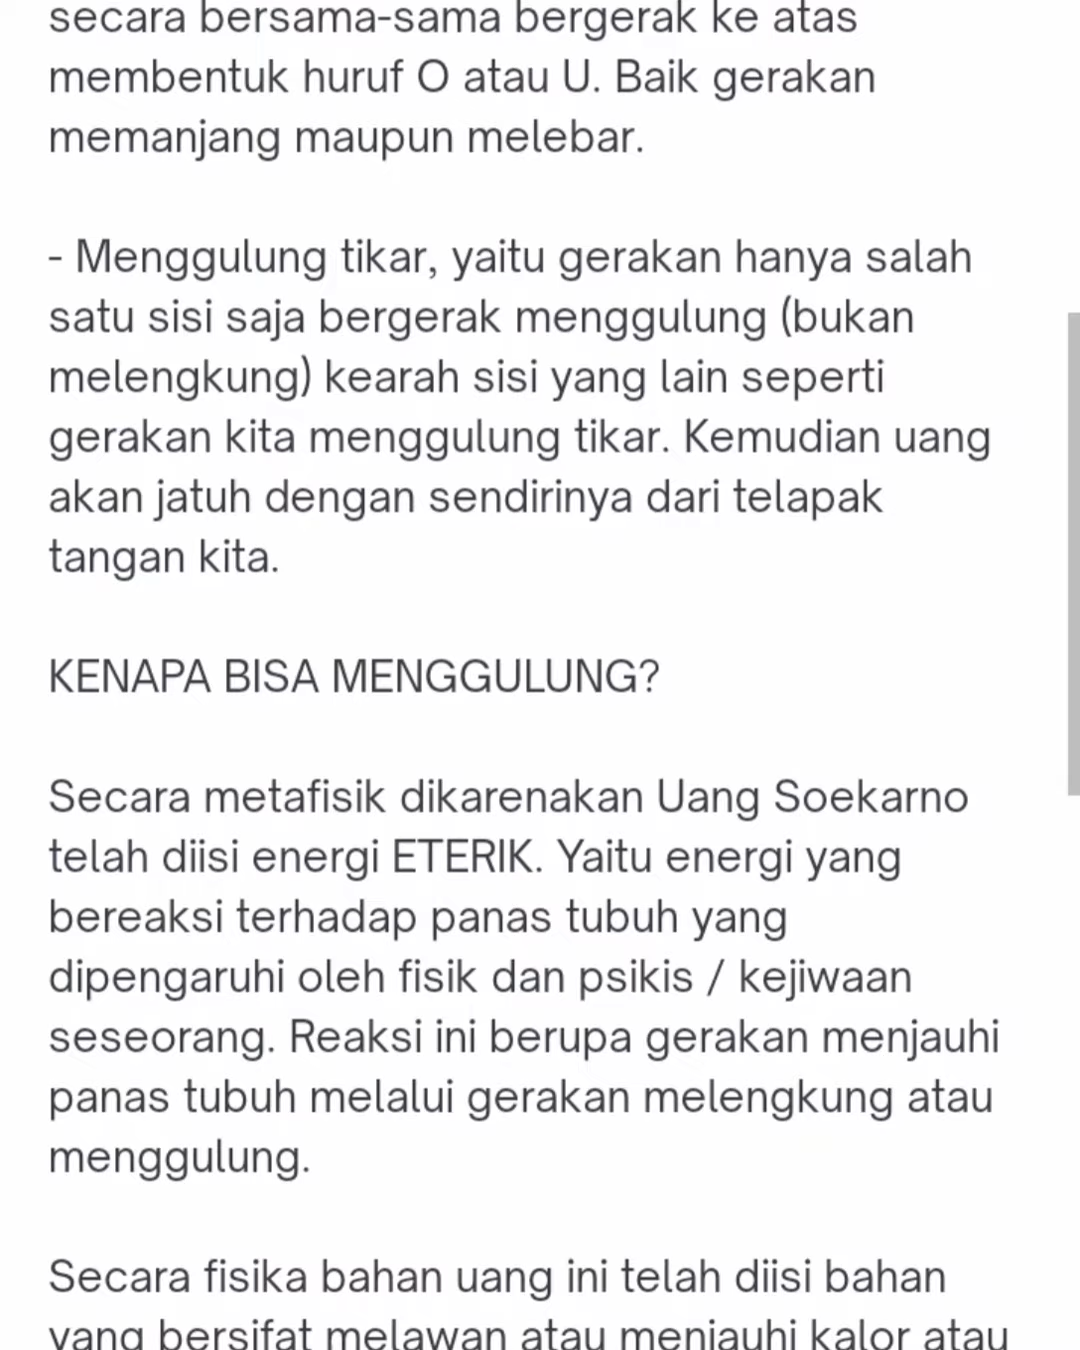 secara bersama-sama bergerak ke atas
membentuk huruf O atau U. Baik gerakan
memanjang maupun melebar.
- Menggulung tikar, yaitu gerakan hanya salah
satu sisi saja bergerak menggulung (bukan
melengkung) kearah sisi yang lain seperti
gerakan kita menggulung tikar. Kemudian uang
akan jatuh dengan sendirinya dari telapak
tangan kita.
KENAPA BISA MENGGULUNG?
Secara metafisik dikarenakan Uang Soekarno
telah diisi energi ETERIK. Yaitu energi yang
bereaksi terhadap panas tubuh yang
dipengaruhi oleh fisik dan psikis / kejiwaan
seseorang. Reaksi ini berupa gerakan menjauhi
panas tubuh melalui gerakan melengkung atau
menggulung.
Secara fisika bahan uang ini telah diisi bahan
yang bersifat melawan atau menjauhi kalor atau